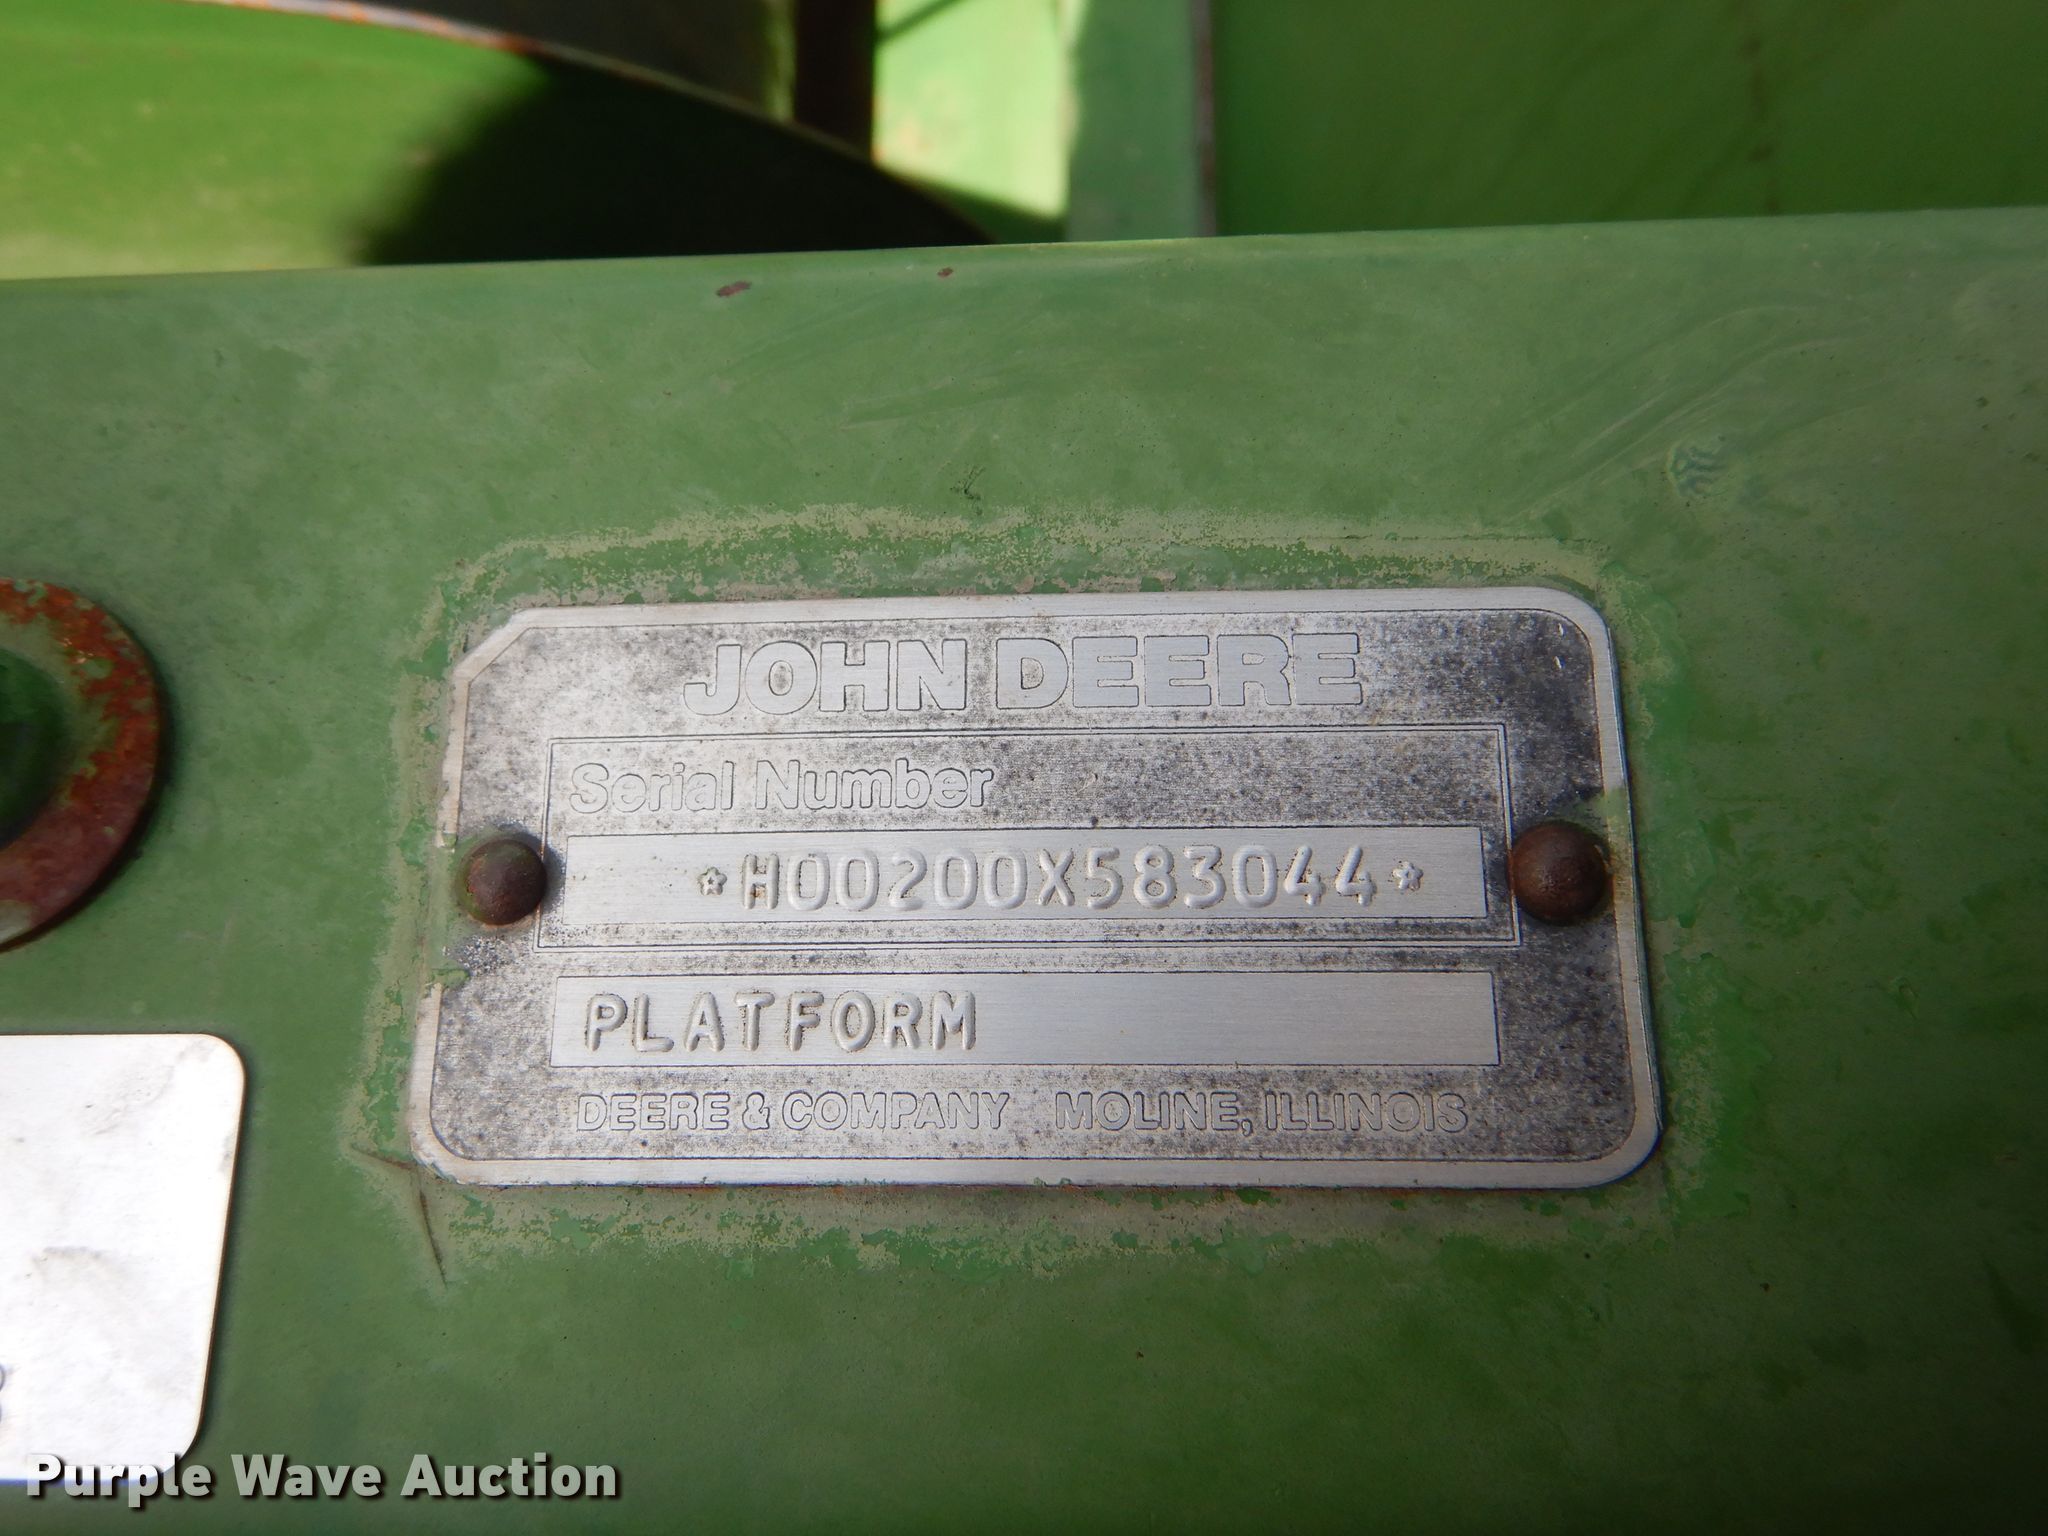 JOHN DEERE
Serial Number
*H00200X583044*
PLATFORM
DEERE & COMPANY MOLINE, ILLINOIS
Purple Wave Auction